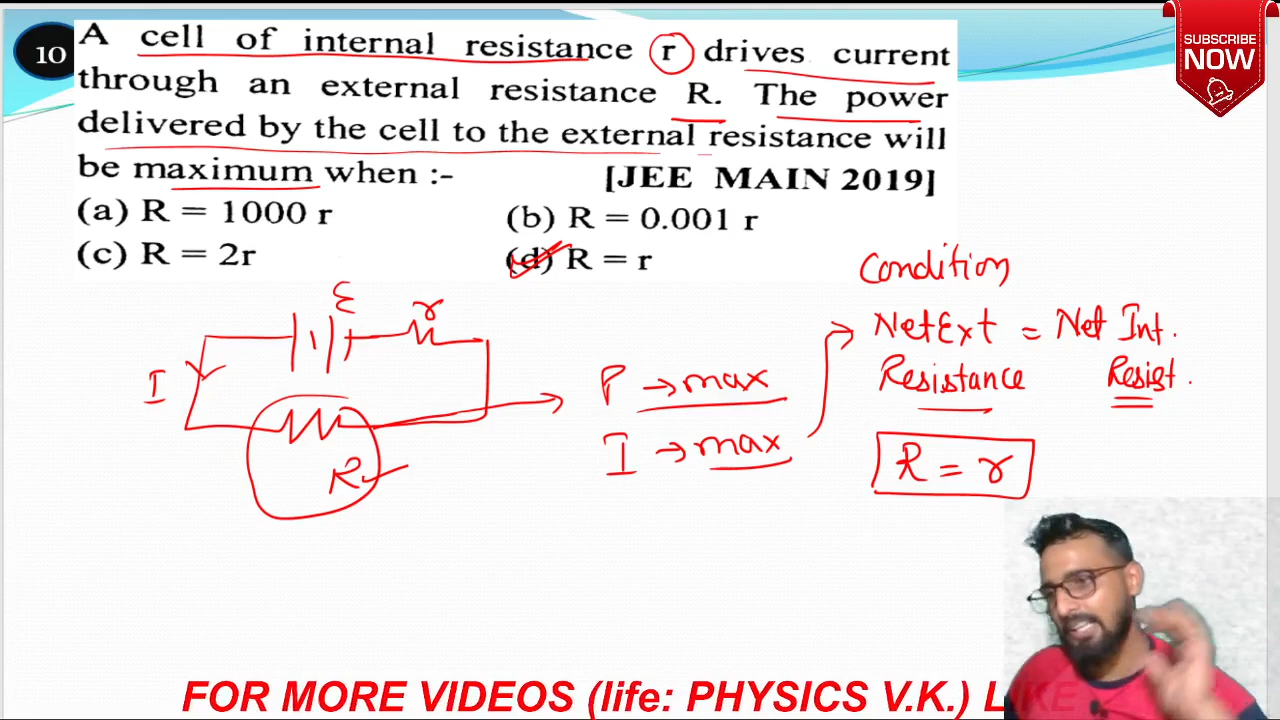 SUBSCRIBE
NOW
10
A cell of internal resistance r drives current
through an external resistance R. The power
delivered by the cell to the external resistance will
be maximum when :- [JEE MAIN 2019]
(a) R = 1000 r (b) R = 0.001 r
(c) R = 2r (d) R = r
Condition
Net Ext = Net Int.
Resistance Resist.
ε r
I
R
P → max
I → max
R = r
FOR MORE VIDEOS (life: PHYSICS V.K.) LIKE